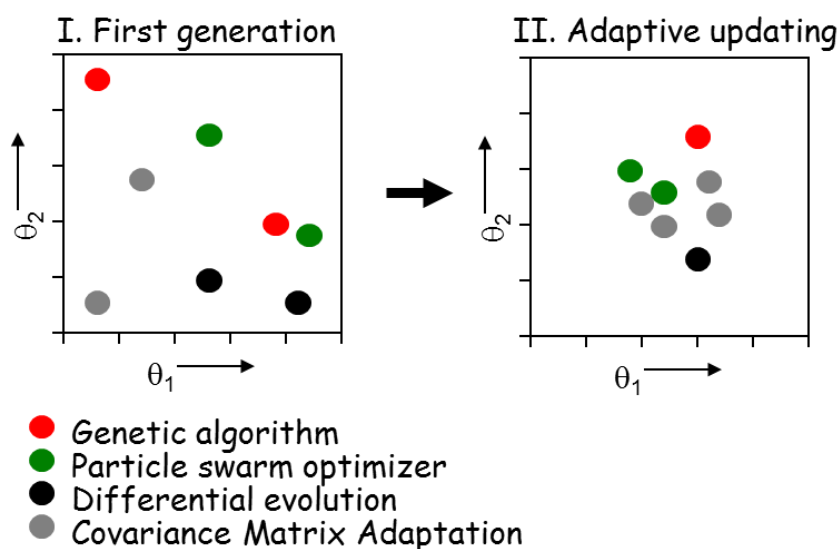 I. First generation
II. Adaptive updating
θ2
θ1
θ2
θ1
Genetic algorithm
Particle swarm optimizer
Differential evolution
Covariance Matrix Adaptation